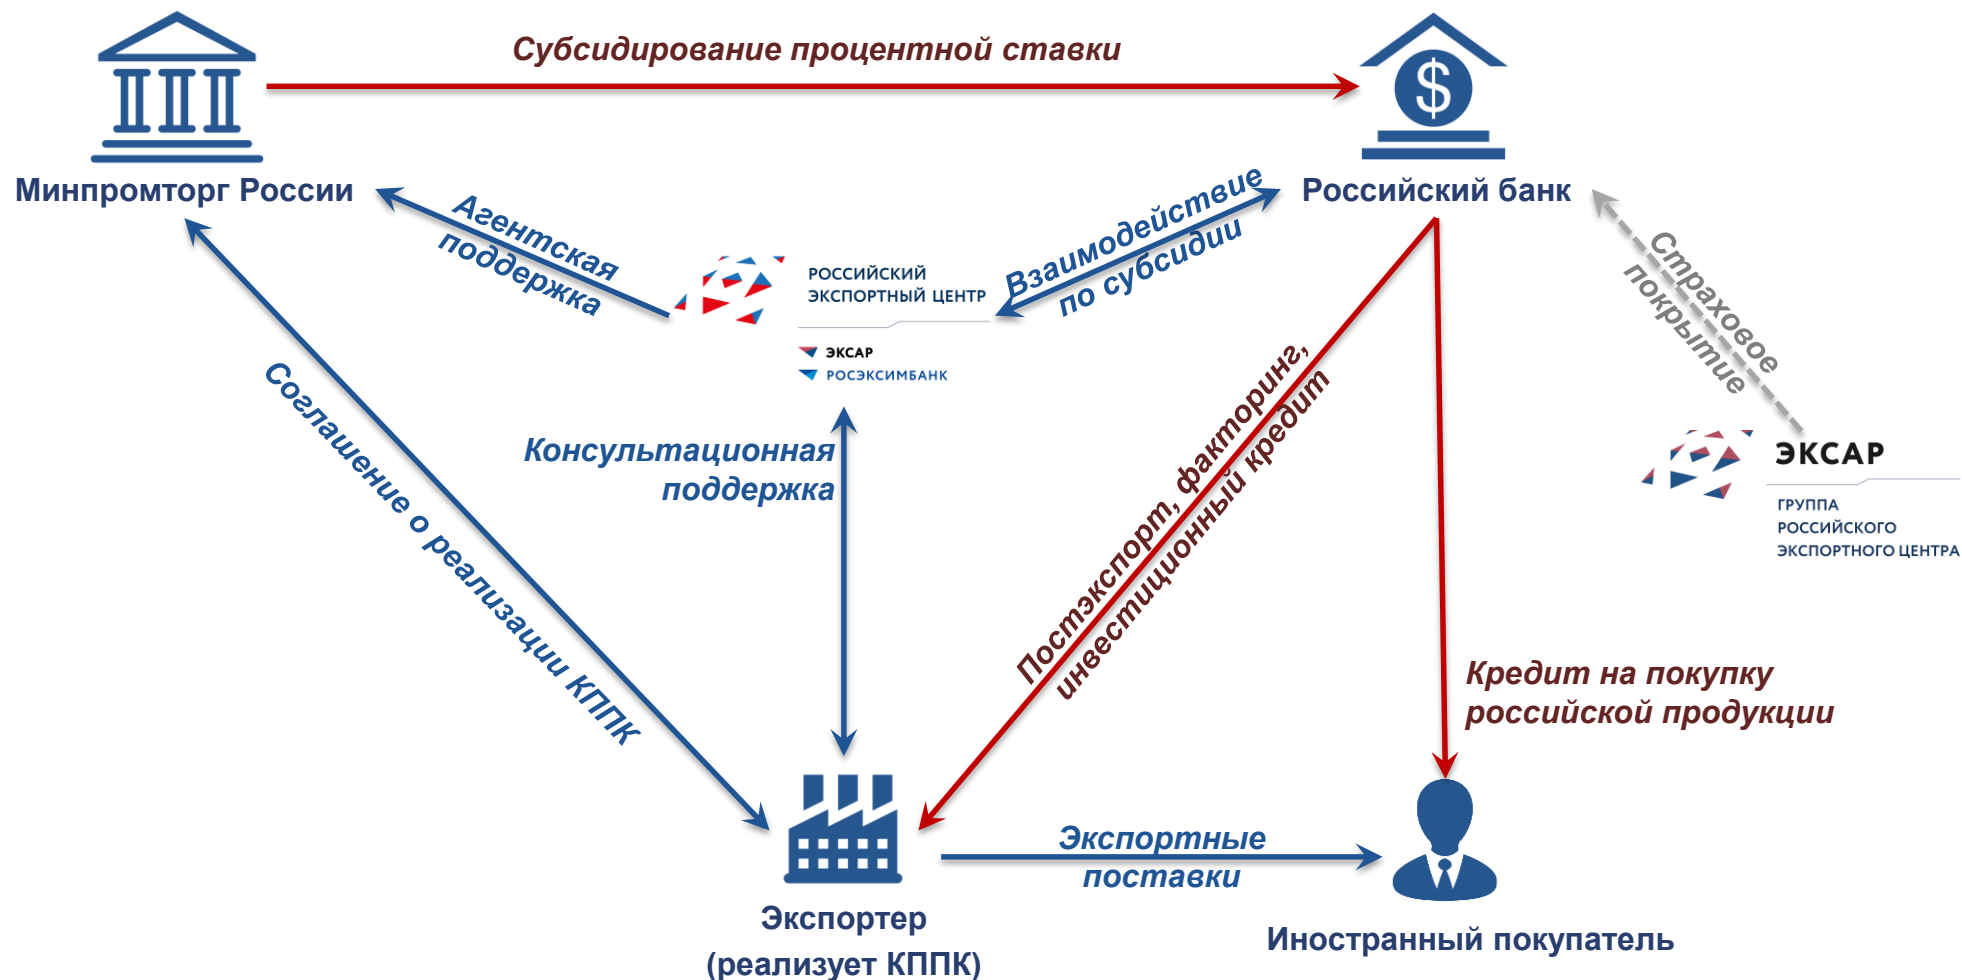 Субсидирование процентной ставки
Минпромторг России
Российский банк
Агентская
поддержка
РОССИЙСКИЙ
ЭКСПОРТНЫЙ ЦЕНТР
ЭКСАР
РОСЭКСИМБАНК
Взаимодействие
по субсидии
Страховое
покрытие
ЭКСАР
ГРУППА
РОССИЙСКОГО
ЭКСПОРТНОГО ЦЕНТРА
Соглашение о реализации КППК
Консультационная
поддержка
Постэкспорт, факторинг,
инвестиционный кредит
Кредит на покупку
российской продукции
Экспортные
поставки
Экспортер
(реализует КППК)
Иностранный покупатель